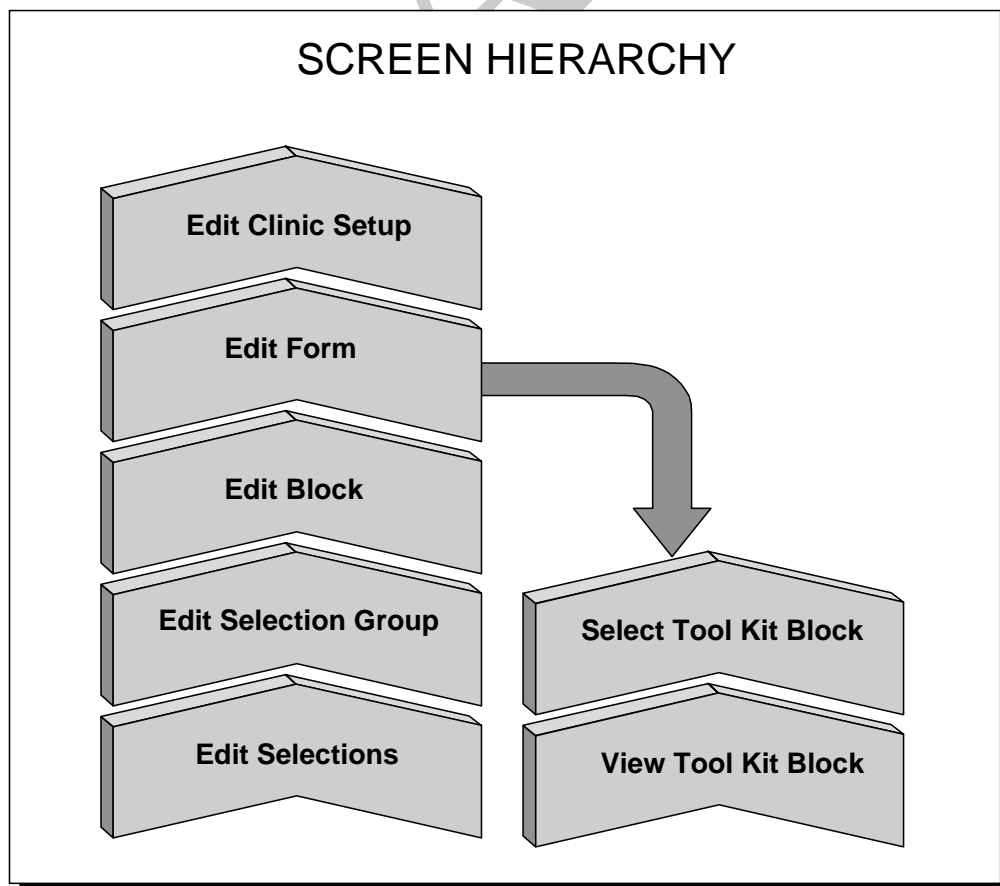 SCREEN HIERARCHY
Edit Clinic Setup
Edit Form
Edit Block
Edit Selection Group
Edit Selections
Select Tool Kit Block
View Tool Kit Block